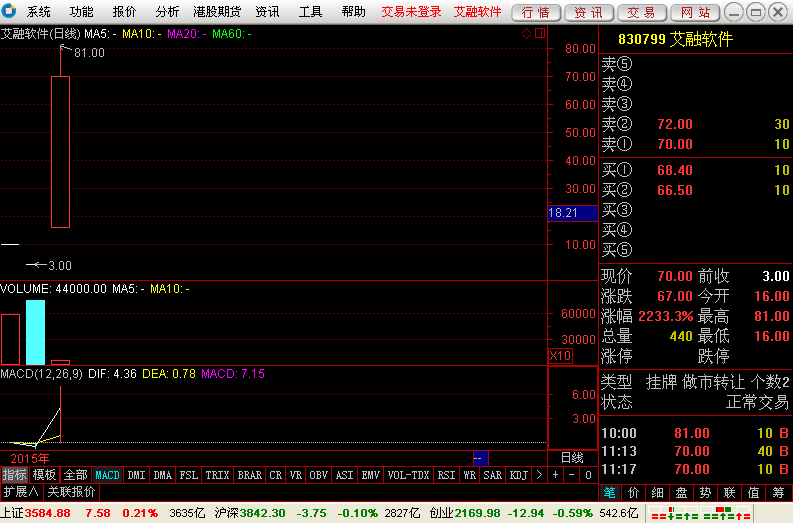 系统 功能 报价 分析 港股期货 资讯 工具 帮助 交易未登录 艾融软件 行情 资讯 交易 网站
艾融软件(日线) MA5: - MA10: - MA20: - MA60: -
81.00
80.00
70.00
60.00
50.00
40.00
30.00
18.21
10.00
3.00
VOLUME: 44000.00 MA5: - MA10: -
60000
30000
X10
MACD(12,26,9) DIF: 4.36 DEA: 0.78 MACD: 7.15
6.00
3.00
2015年 日线
指标 模板 全部 MACD DMI DMA FSL TRIX BRAR CR VR OBV ASI EMV VOL-TDX RSI WR SAR KDJ > + - 0
扩展∧ 关联报价
830799 艾融软件
卖⑤
卖④
卖③
卖② 72.00 30
卖① 70.00 10
买① 68.40 10
买② 66.50 10
买③
买④
买⑤
现价 70.00 前收 3.00
涨跌 67.00 今开 16.00
涨幅 2233.3% 最高 81.00
总量 440 最低 16.00
涨停 跌停
类型 挂牌 做市转让 个数2
状态 正常交易
10:00 81.00 10 B
11:13 70.00 40 B
11:17 70.00 10 B
笔 价 细 盘 势 联 值 筹
上证3584.88 7.58 0.21% 3635亿 沪深3842.30 -3.75 -0.10% 2827亿 创业2169.98 -12.94 -0.59% 542.6亿